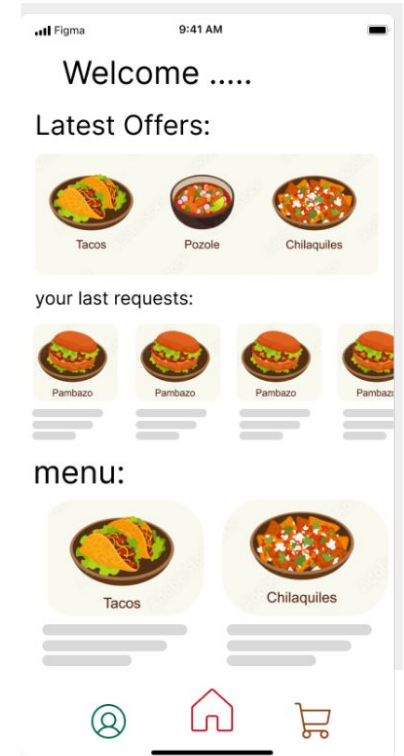 Figma 9:41 AM
Welcome .....
Latest Offers:
Tacos Pozole Chilaquiles
your last requests:
Pambazo Pambazo Pambazo Pambazo
menu:
Tacos Chilaquiles